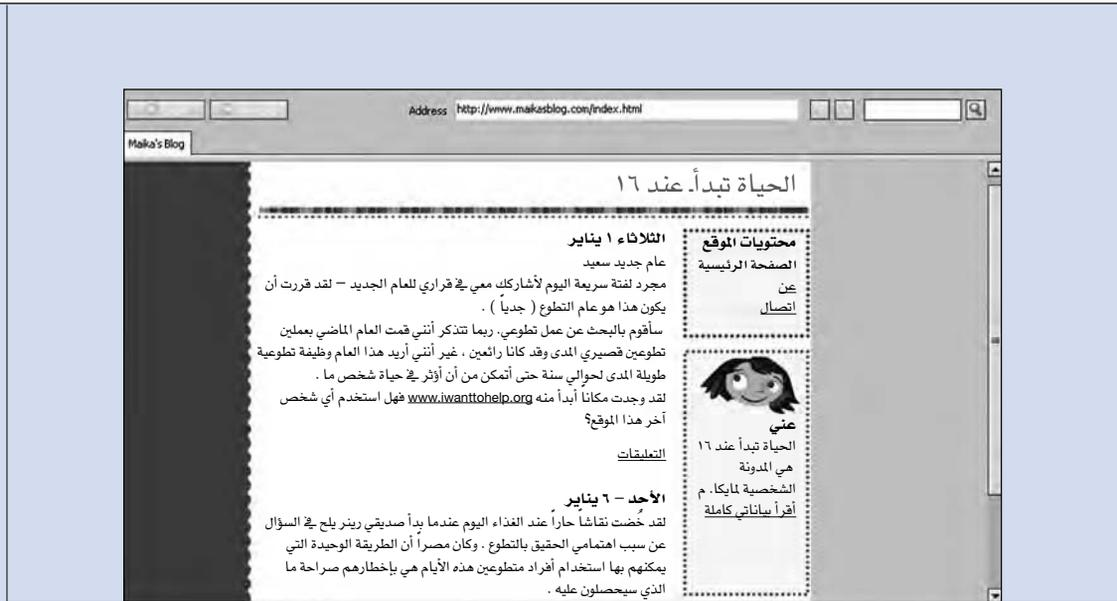 Address http://www.maikasblog.com/index.html
Maika's Blog
الحياة تبدأ عند ١٦
محتويات الموقع
الصفحة الرئيسية
عن
اتصال
عني
الحياة تبدأ عند ١٦
هي المدونة
الشخصية لمايكا. م
أقرأ بياناتي كاملة
الثلاثاء ١ يناير
عام جديد سعيد
مجرد لفتة سريعة اليوم لأشاركك معي في قراري للعام الجديد – لقد قررت أن
يكون هذا هو عام التطوع ( جدياً ) .
سأقوم بالبحث عن عمل تطوعي. ربما تتذكر أنني قمت العام الماضي بعملين
تطوعين قصيري المدى وقد كانا رائعين ، غير أنني أريد هذا العام وظيفة تطوعية
طويلة المدى لحوالي سنة حتى أتمكن من أن أؤثر في حياة شخص ما .
لقد وجدت مكاناً أبدأ منه www.iwanttohelp.org فهل استخدم أي شخص
آخر هذا الموقع؟
التعليقات
الأحد – ٦ يناير
لقد خُضت نقاشاً حاراً عند الغذاء اليوم عندما بدأ صديقي رينر يلح في السؤال
عن سبب اهتمامي الحقيق بالتطوع . وكان مصراً أن الطريقة الوحيدة التي
يمكنهم بها استخدام أفراد متطوعين هذه الأيام هي بإخطارهم صراحة ما
الذي سيحصلون عليه .